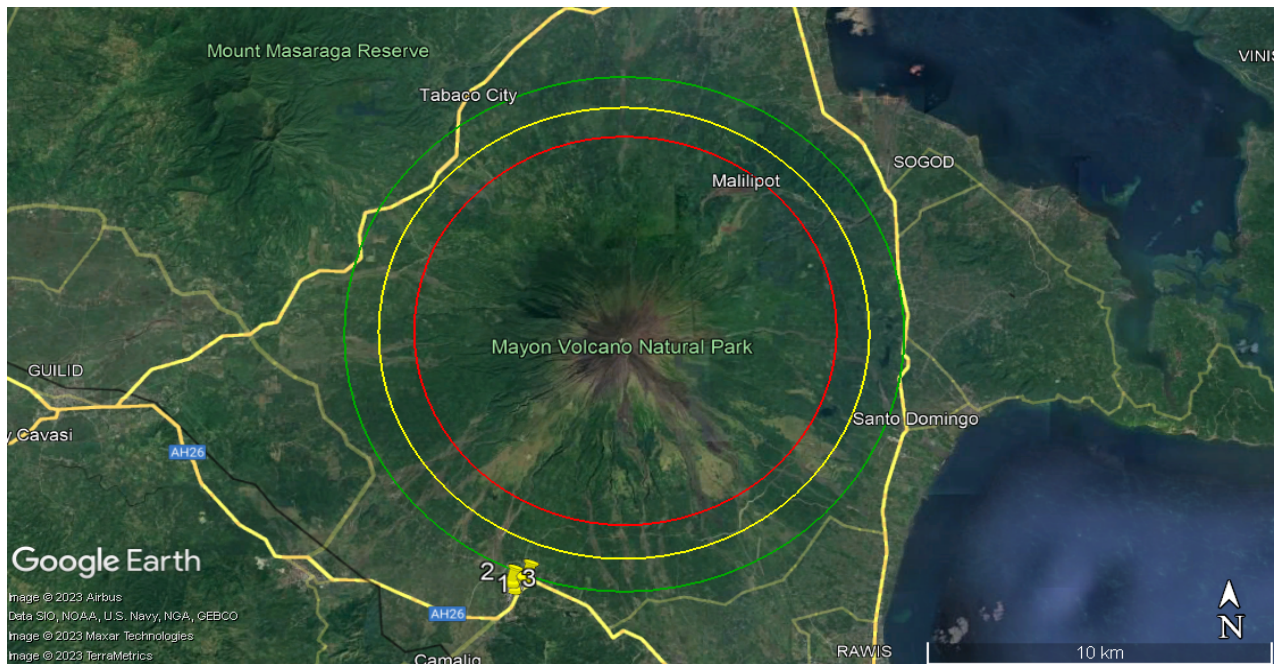 Mount Masaraga Reserve
VINIS
Tabaco City
SOGOD
Malilipot
Mayon Volcano Natural Park
GUILID
Santo Domingo
y Cavasi
AH26
Google Earth
2
1
3
Image © 2023 Airbus
Data SIO, NOAA, U.S. Navy, NGA, GEBCO
Image © 2023 Maxar Technologies
Image © 2023 TerraMetrics
AH26
N
Camalig
RAWIS
10 km